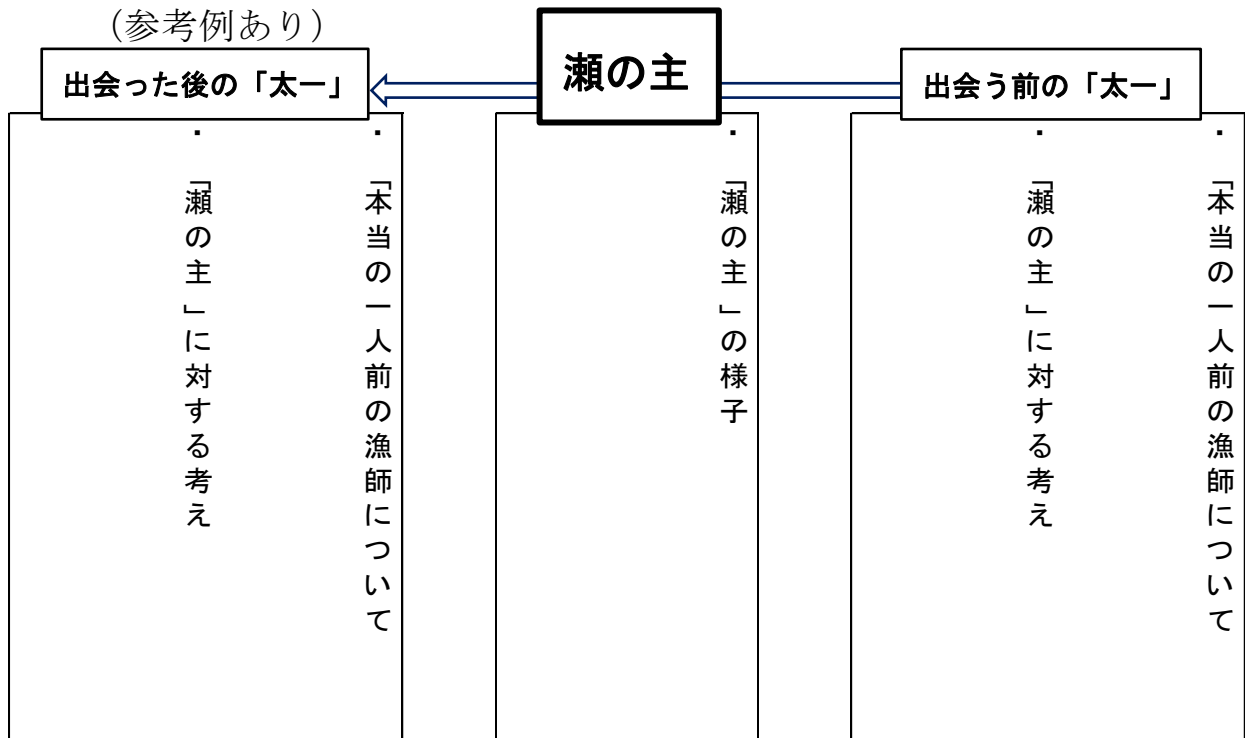 （参考例あり）
出会う前の「太一」
・「本当の一人前の漁師について
・「瀬の主」に対する考え
瀬の主
・「瀬の主」の様子
出会った後の「太一」
・「本当の一人前の漁師について
・「瀬の主」に対する考え